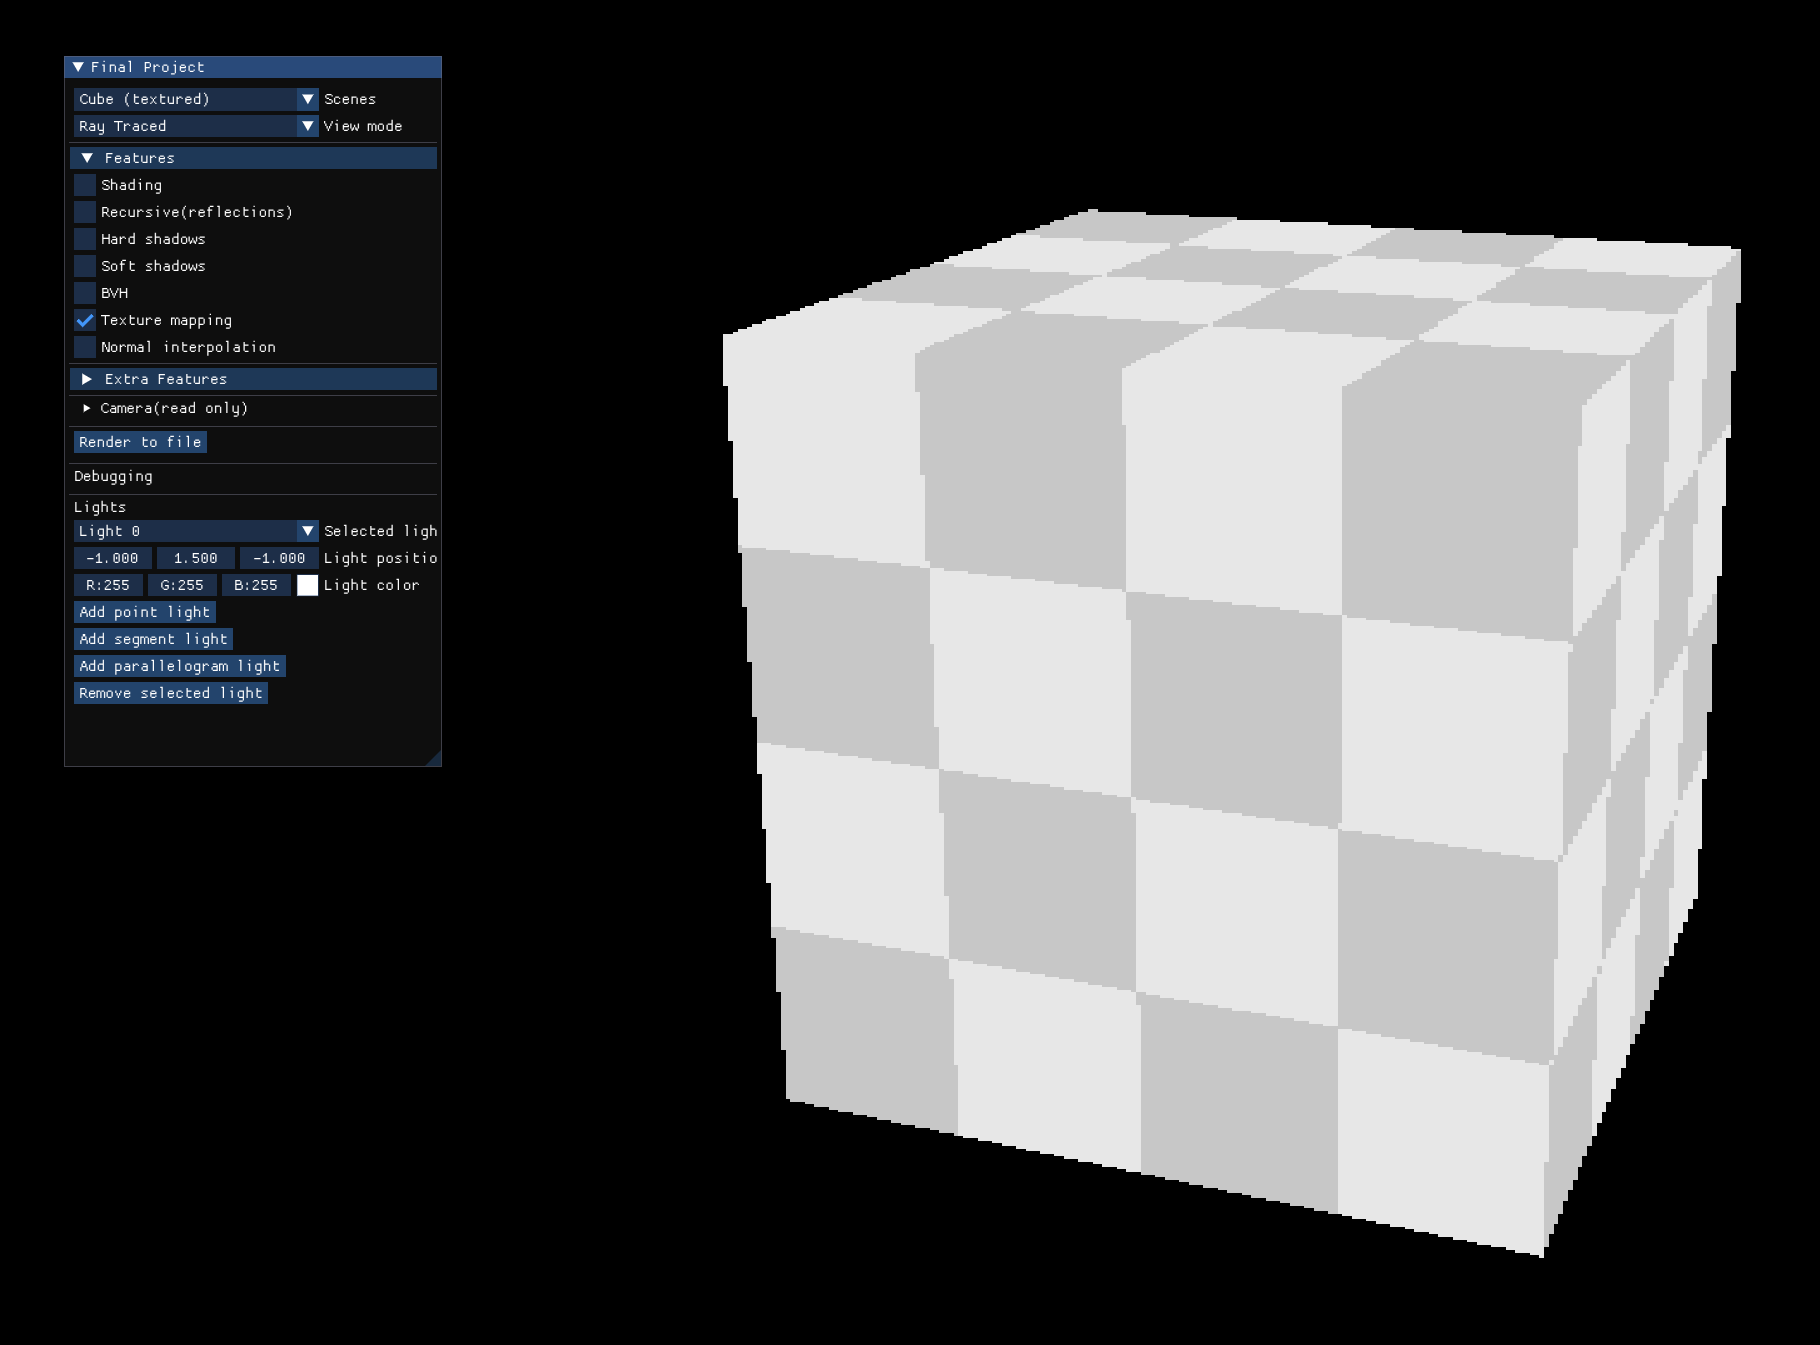 Final Project
Cube (textured) Scenes
Ray Traced View mode
Features
Shading
Recursive(reflections)
Hard shadows
Soft shadows
BVH
Texture mapping
Normal interpolation
Extra Features
Camera(read only)
Render to file
Debugging
Lights
Light 0 Selected ligh
-1.000 1.500 -1.000 Light positio
R:255 G:255 B:255 Light color
Add point light
Add segment light
Add parallelogram light
Remove selected light